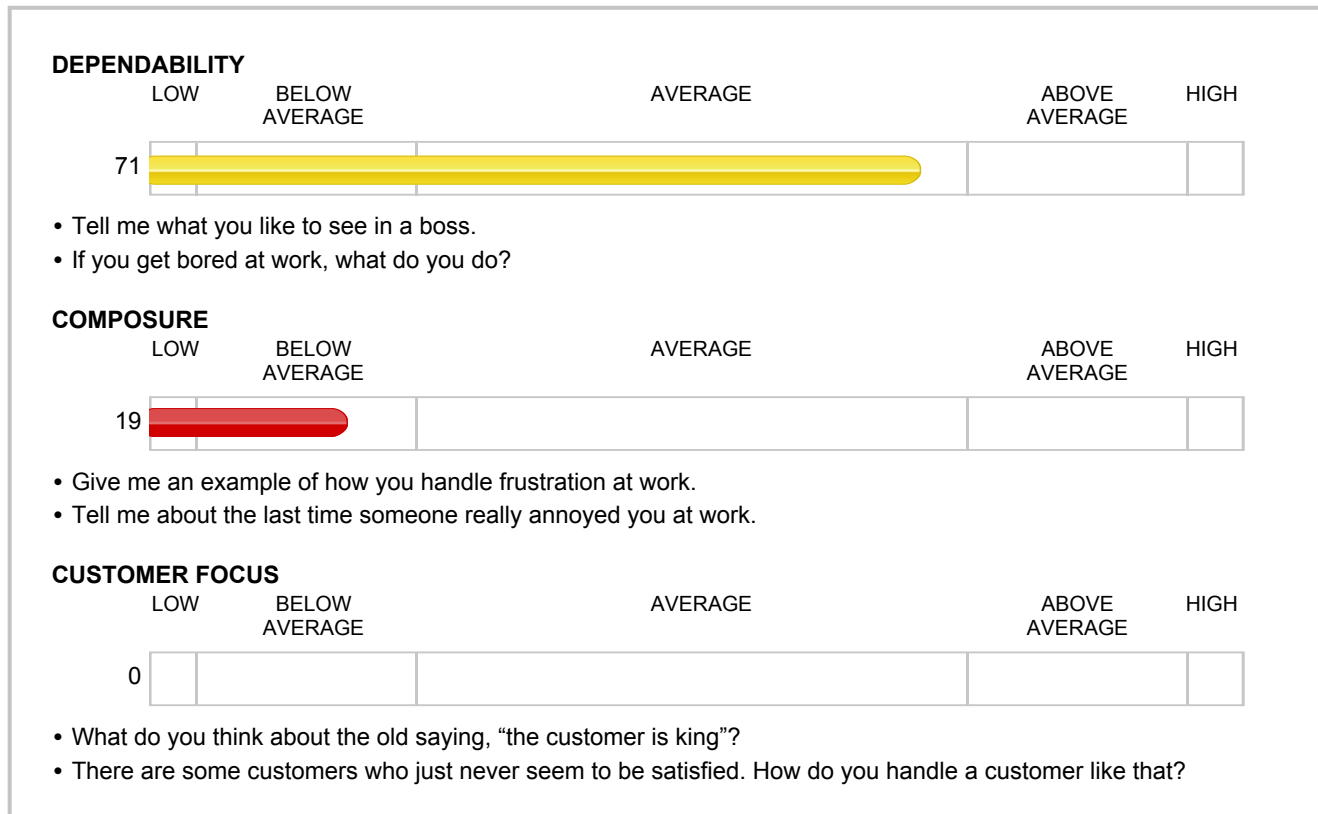 DEPENDABILITY
LOW BELOW AVERAGE ABOVE HIGH
AVERAGE AVERAGE
71
• Tell me what you like to see in a boss.
• If you get bored at work, what do you do?
COMPOSURE
LOW BELOW AVERAGE ABOVE HIGH
AVERAGE AVERAGE
19
• Give me an example of how you handle frustration at work.
• Tell me about the last time someone really annoyed you at work.
CUSTOMER FOCUS
LOW BELOW AVERAGE ABOVE HIGH
AVERAGE AVERAGE
0
• What do you think about the old saying, “the customer is king”?
• There are some customers who just never seem to be satisfied. How do you handle a customer like that?